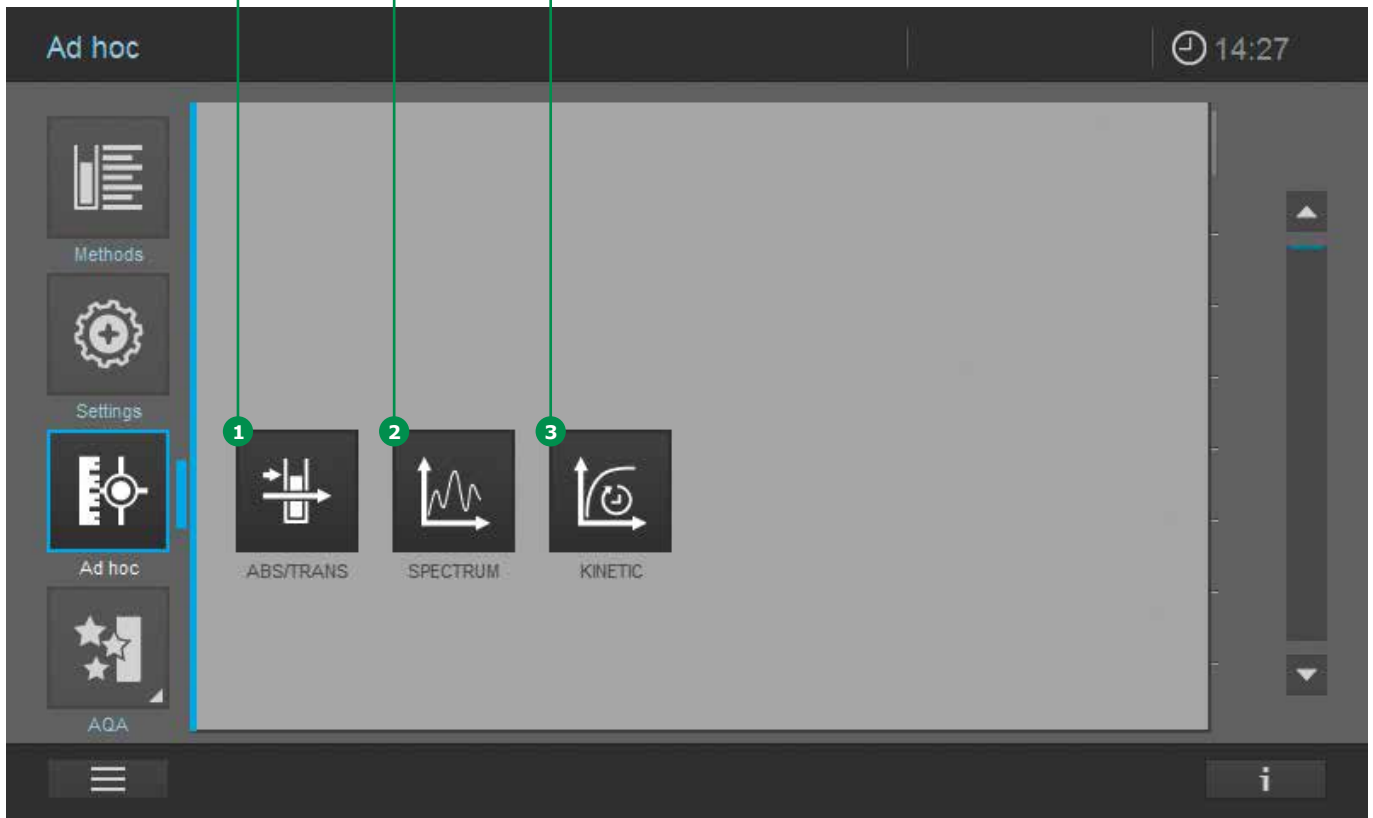 Ad hoc
14:27
Methods
Settings
Ad hoc
AQA
1
2
3
ABS/TRANS
SPECTRUM
KINETIC
i